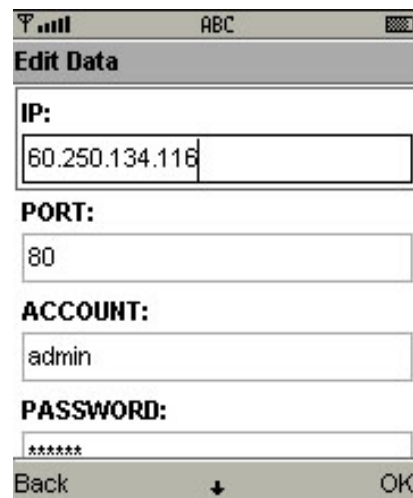 ABC
Edit Data
IP:
60.250.134.116
PORT:
80
ACCOUNT:
admin
PASSWORD:
******
Back OK